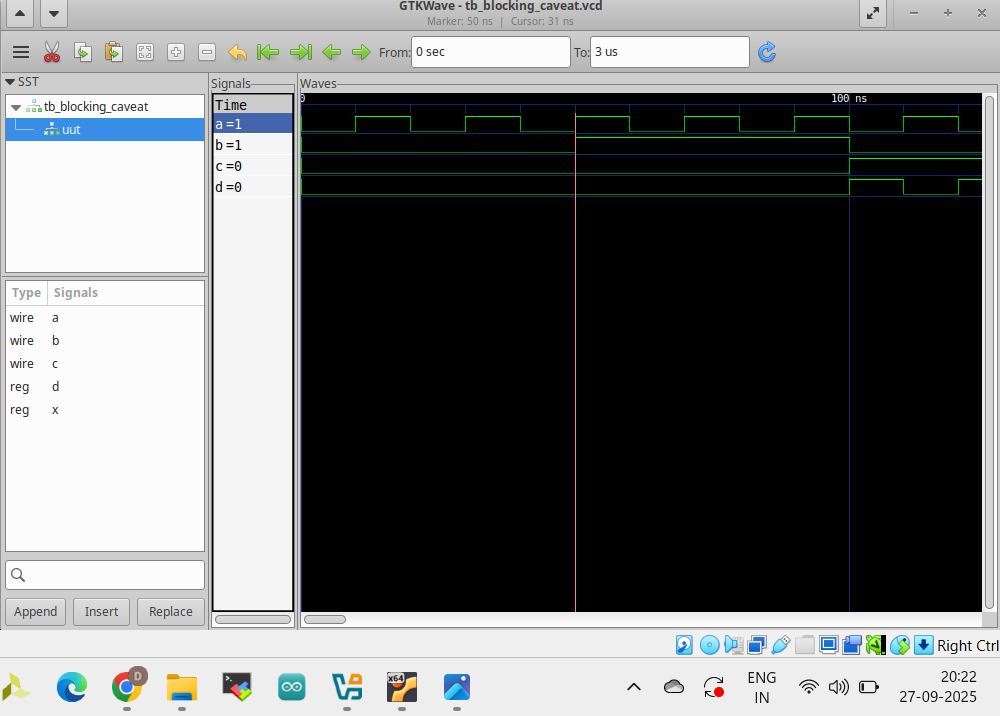 GTKWave - tb_blocking_caveat.vcd
Marker: 50 ns | Cursor: 31 ns
From: 0 sec To: 3 us
SST
tb_blocking_caveat
uut
Type Signals
wire a
wire b
wire c
reg d
reg x
Append Insert Replace
Signals
Time
a =1
b =1
c =0
d =0
Waves
0 100 ns
Right Ctrl
D
x64
ENG
IN
20:22
27-09-2025